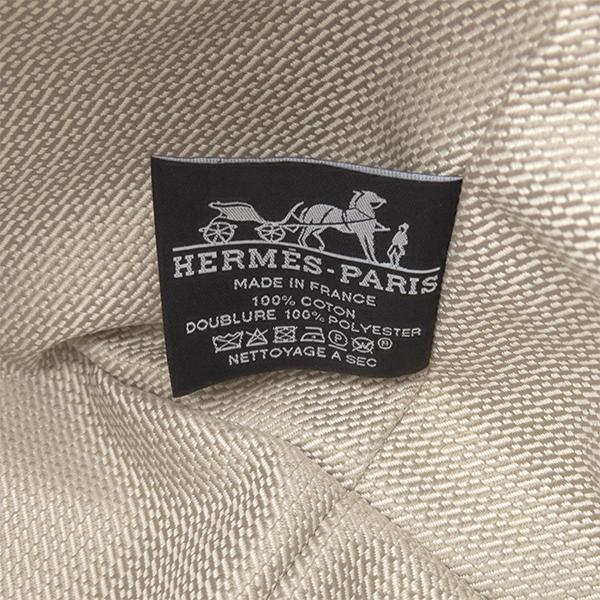 HERMÈS-PARIS
MADE IN FRANCE
100% COTON
DOUBLURE 100% POLYESTER
NETTOYAGE A SEC